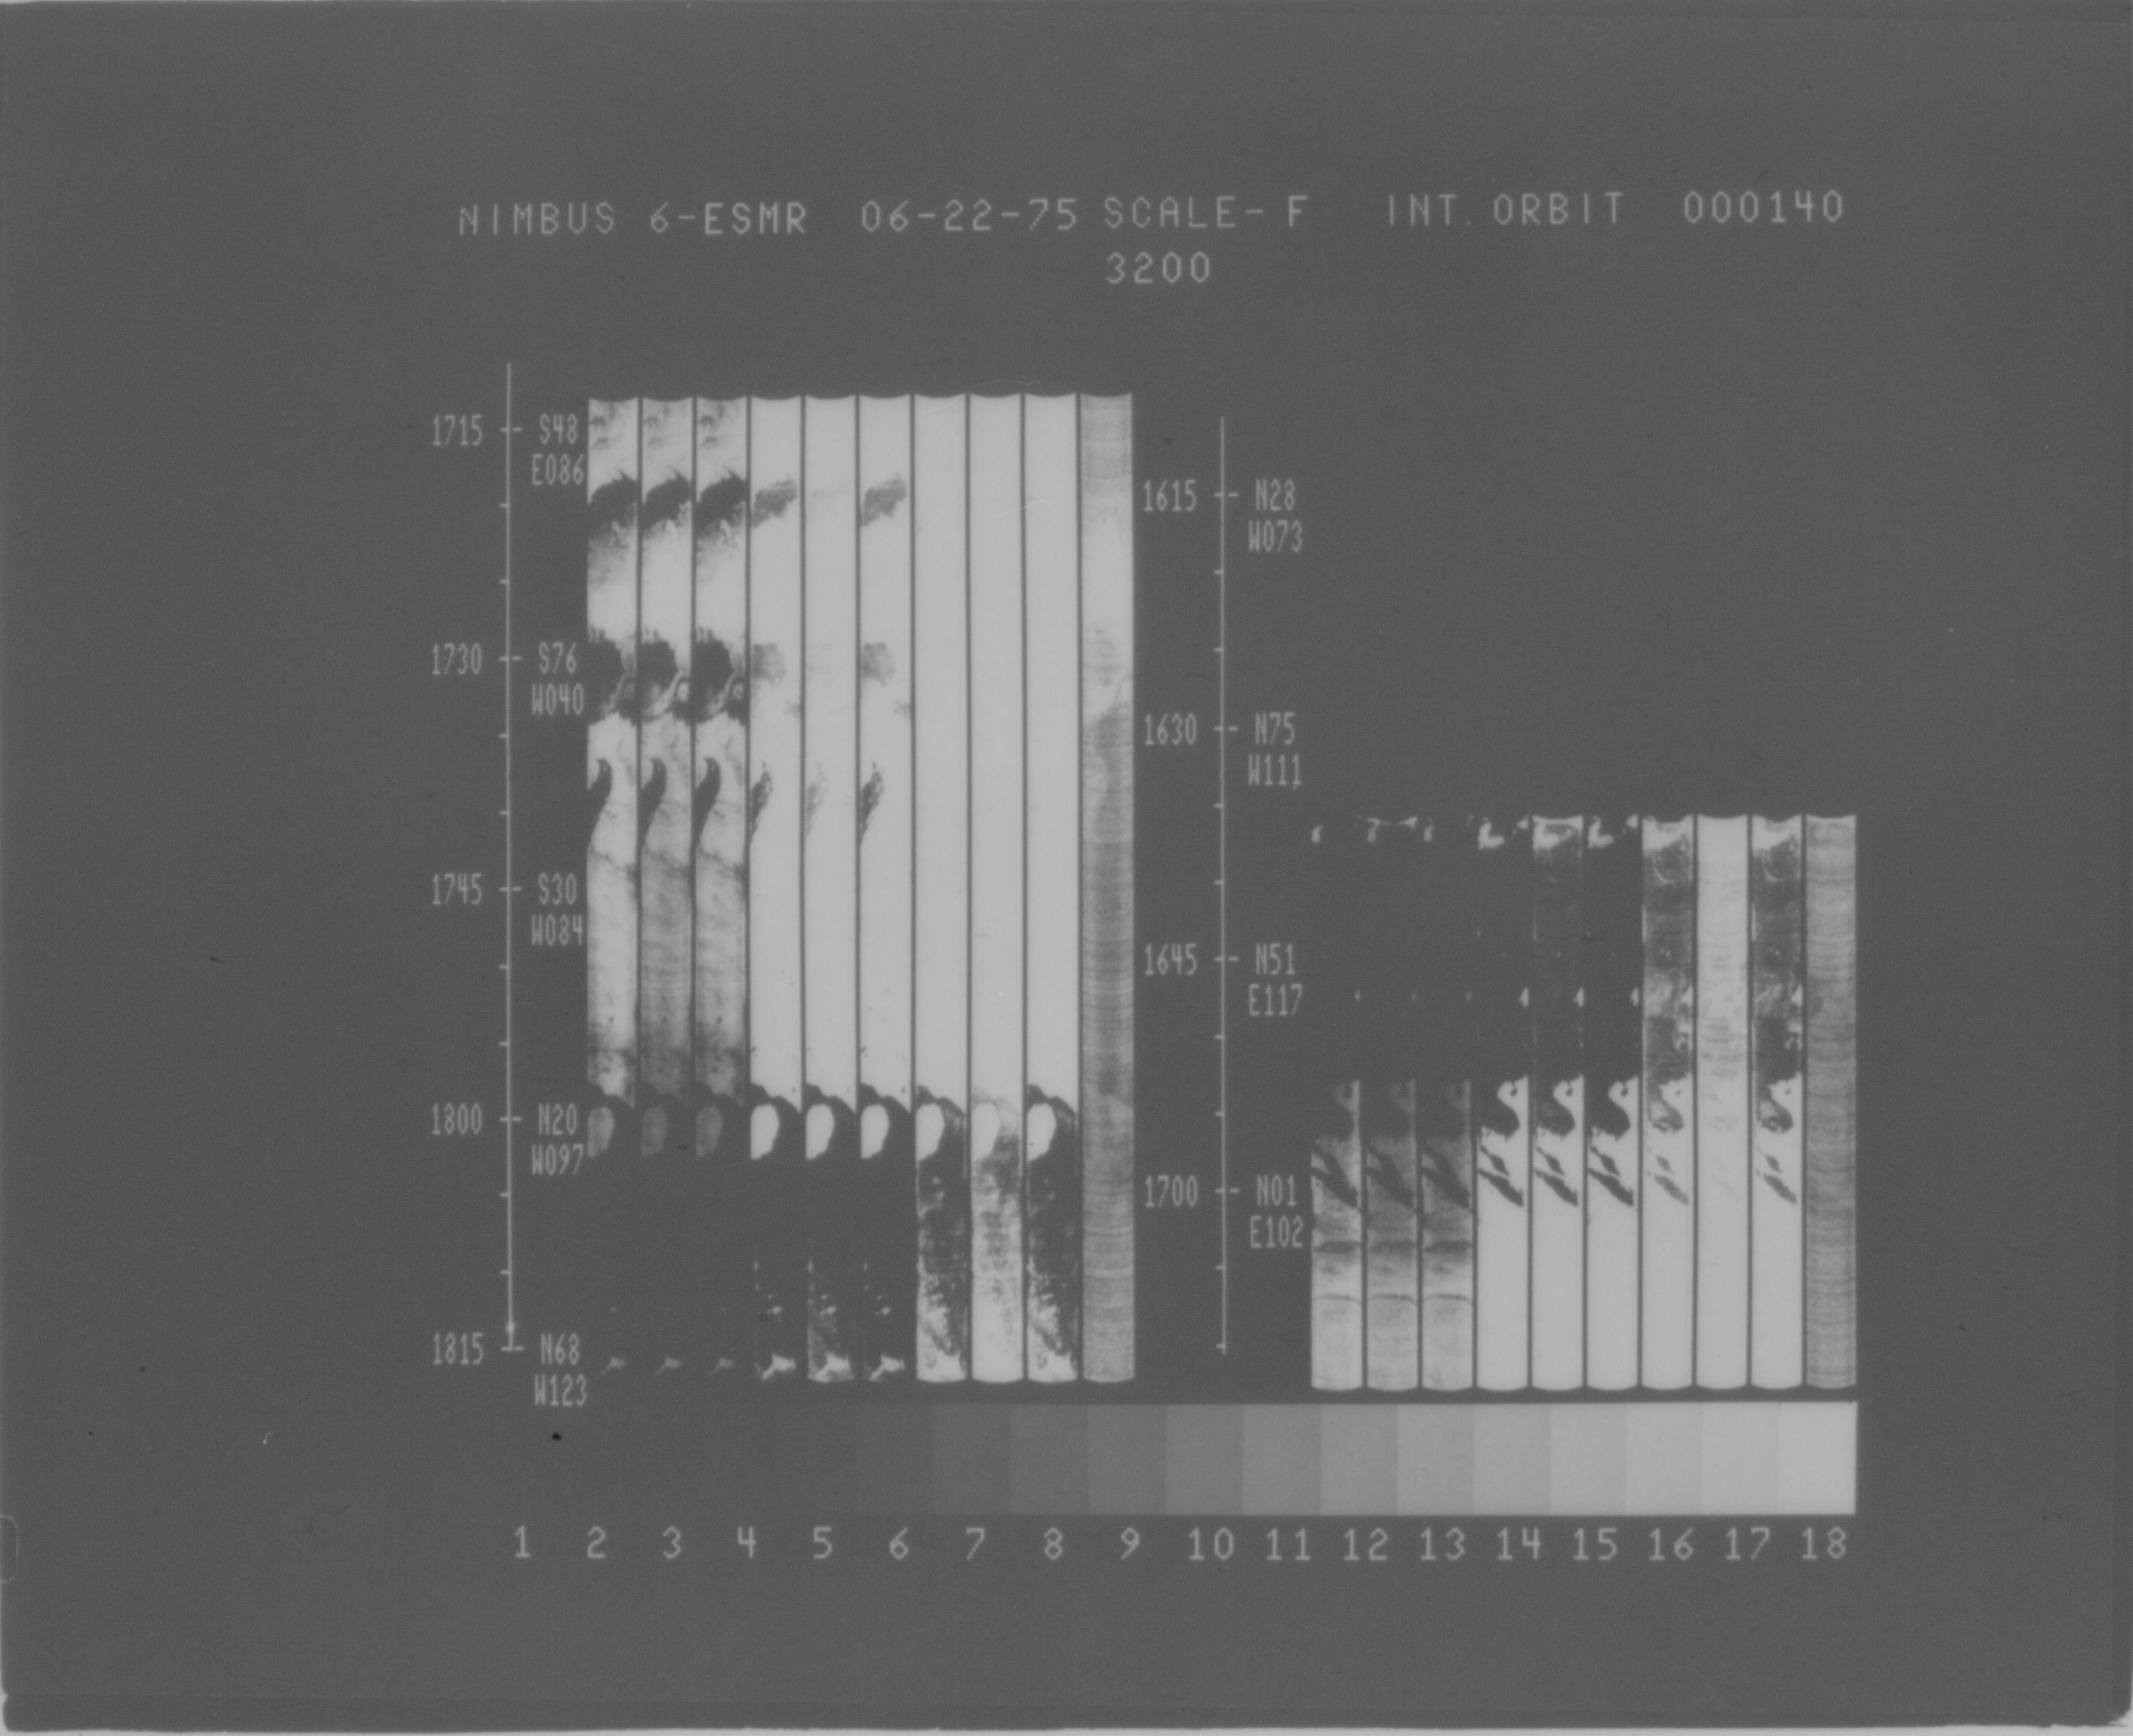 NIMBUS 6-ESMR 06-22-75 SCALE- F INT. ORBIT 000140
3200
1715 S48
E086
1730 S76
W040
1745 S30
W084
1800 N20
W097
1815 N68
W123
1615 N28
W073
1630 N75
W111
1645 N51
E117
1700 N01
E102
1 2 3 4 5 6 7 8 9 10 11 12 13 14 15 16 17 18